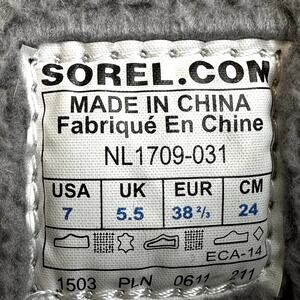 SOREL.COM
MADE IN CHINA
Fabriqué En Chine
NL1709-031
USA UK EUR CM
7 5.5 38 ⅔ 24
ECA-14
1503 PLN 0611 211